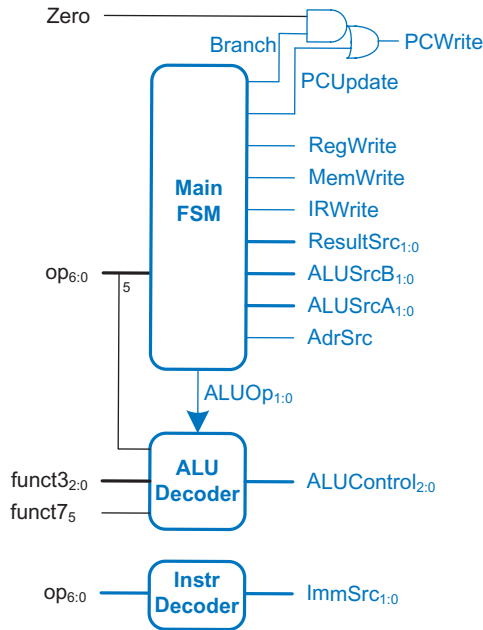 Zero
Branch
PCWrite
PCUpdate
RegWrite
MemWrite
Main
FSM
IRWrite
ResultSrc₁:₀
op₆:₀
5
ALUSrcB₁:₀
ALUSrcA₁:₀
AdrSrc
ALUOp₁:₀
funct3₂:₀
ALU
Decoder
ALUControl₂:₀
funct7₅
op₆:₀
Instr
Decoder
ImmSrc₁:₀